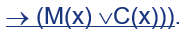 → (M(x) ∨C(x))).